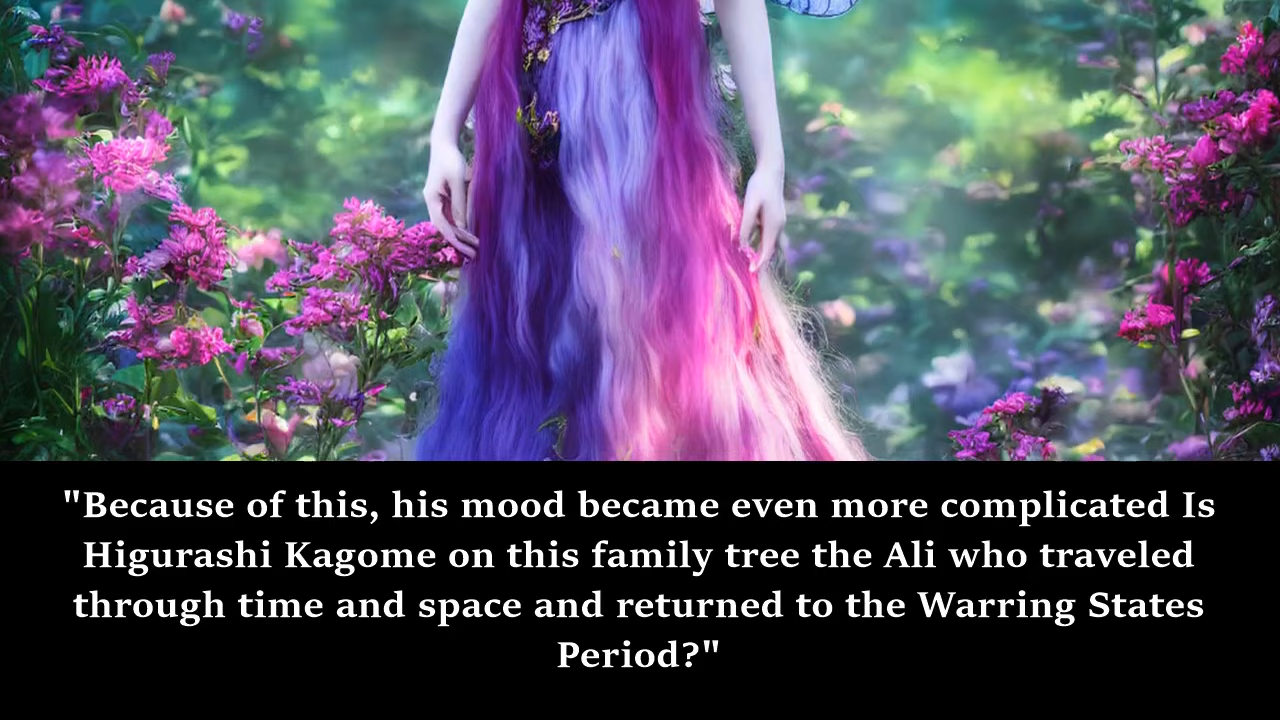 "Because of this, his mood became even more complicated Is
Higurashi Kagome on this family tree the Ali who traveled
through time and space and returned to the Warring States
Period?"